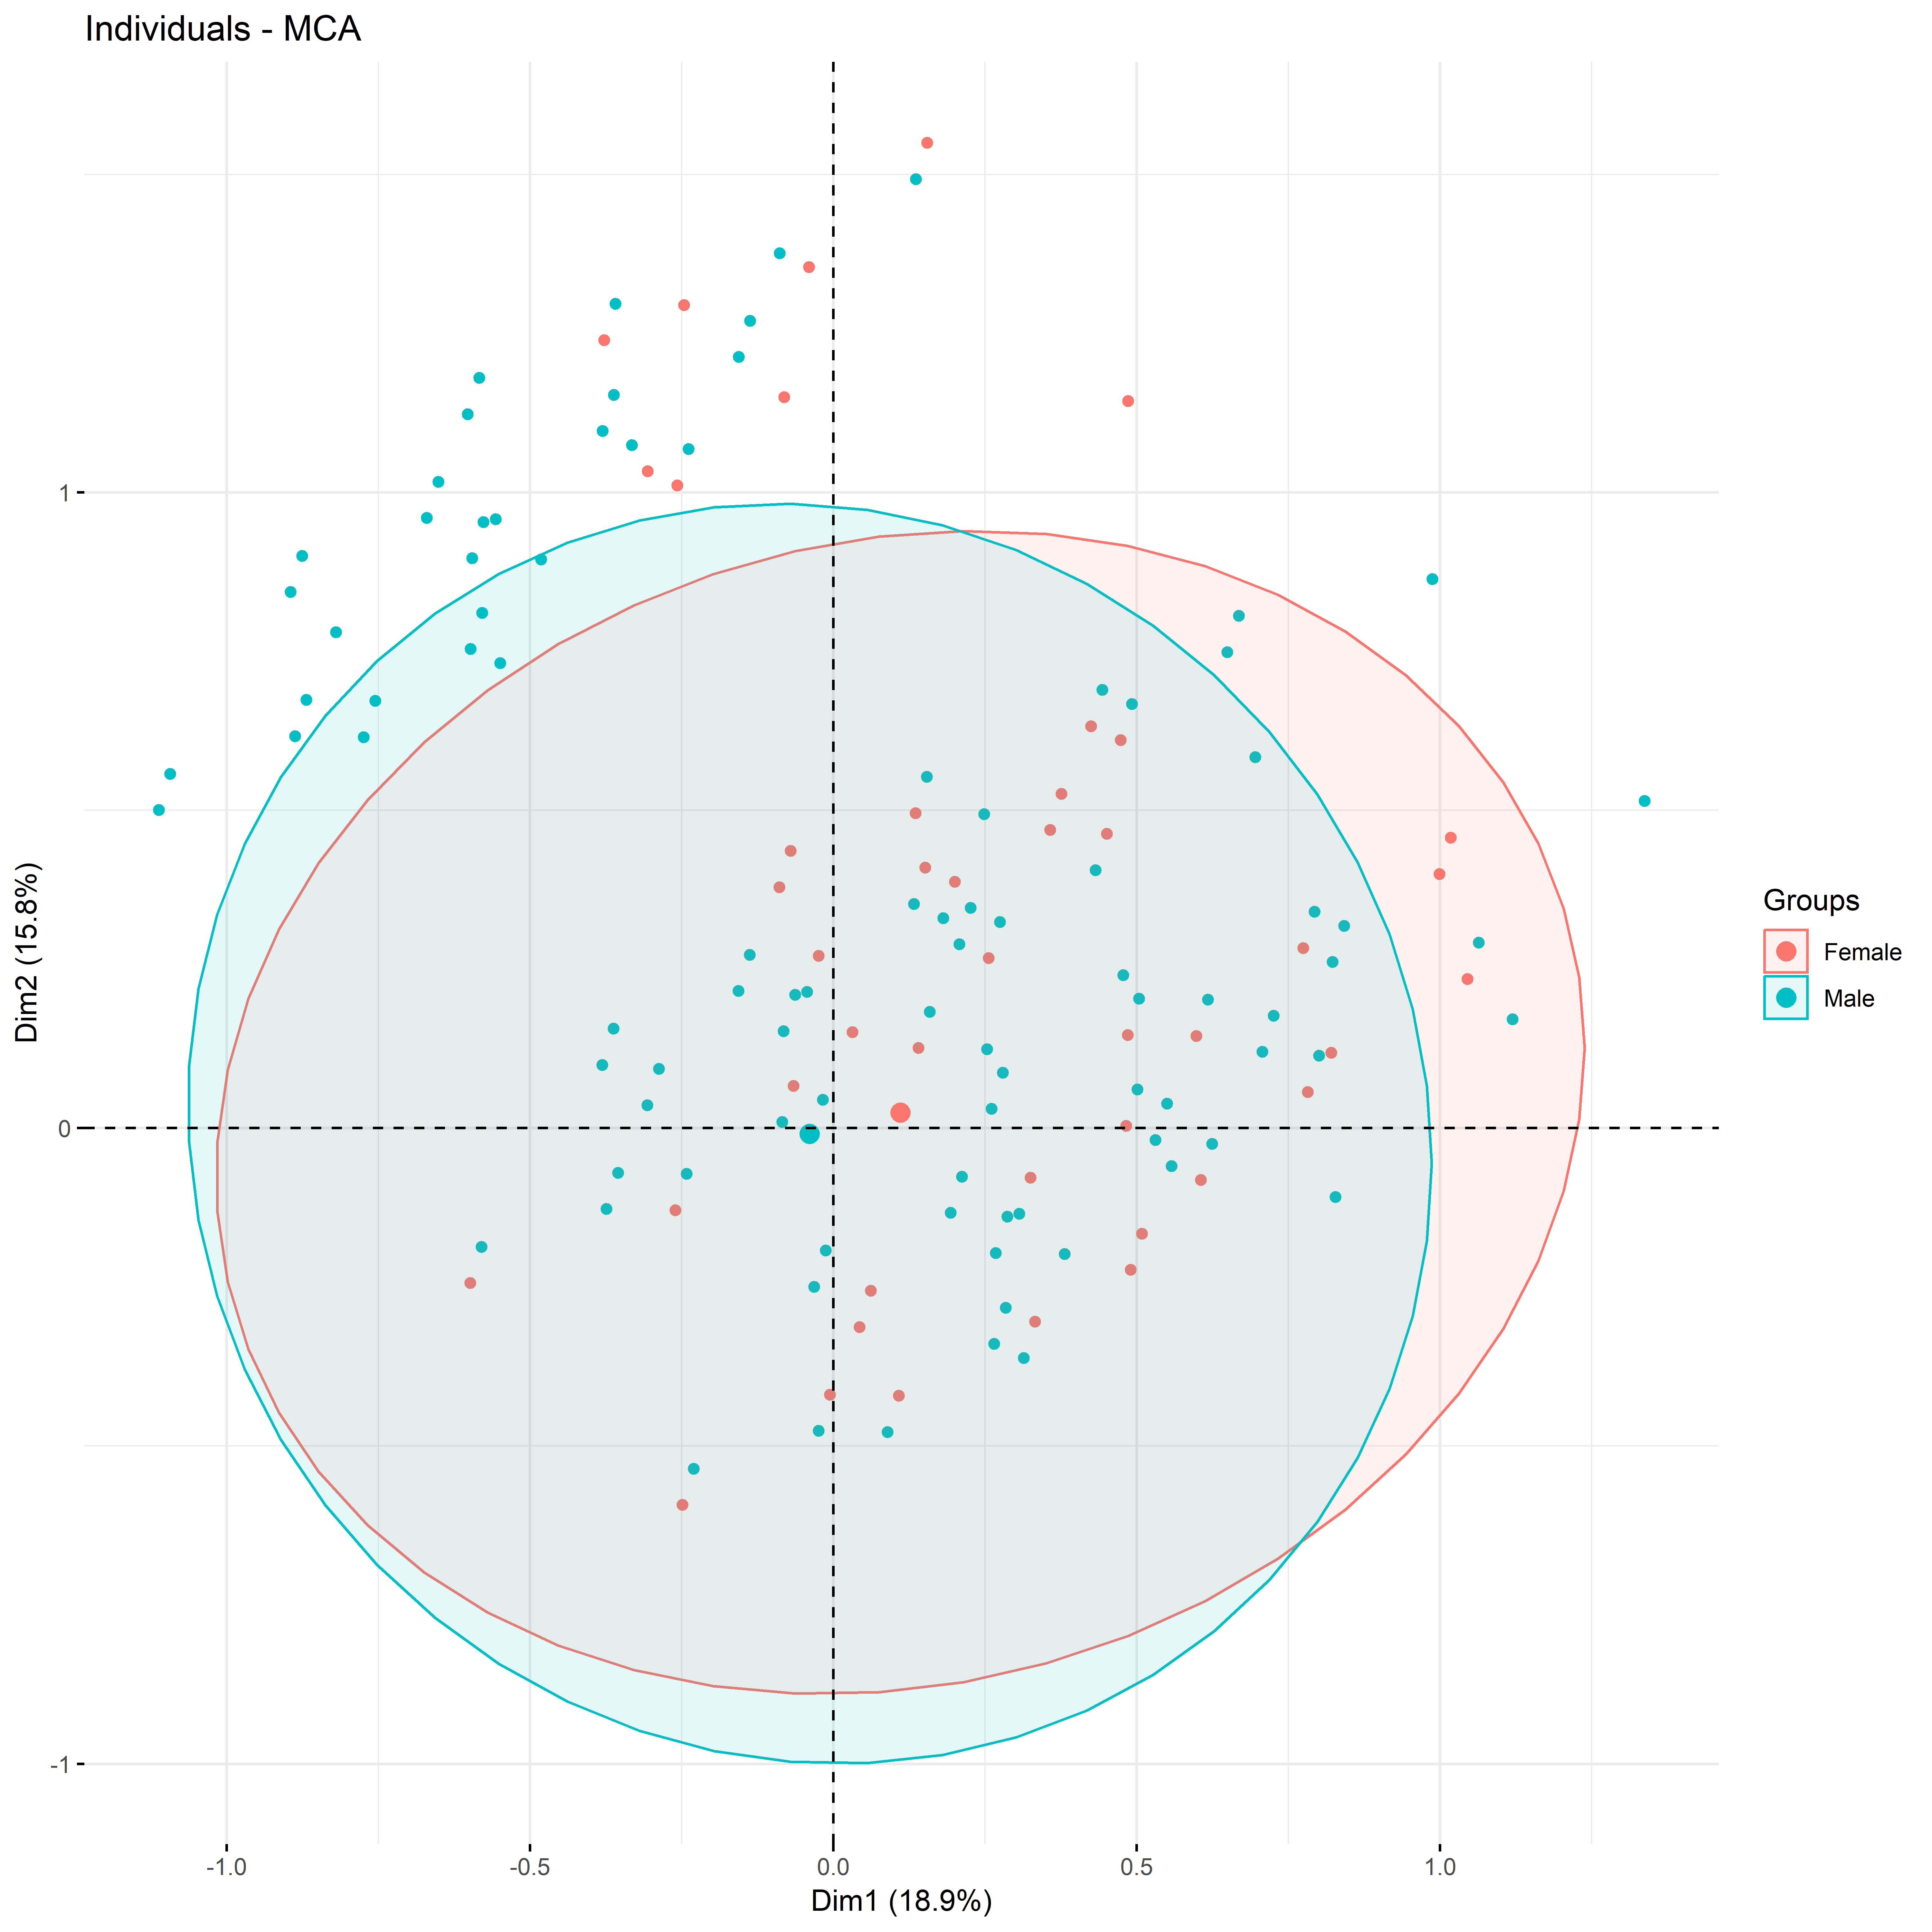 Individuals - MCA
1
0
-1
Dim2 (15.8%)
-1.0 -0.5 0.0 0.5 1.0
Dim1 (18.9%)
Groups
Female
Male